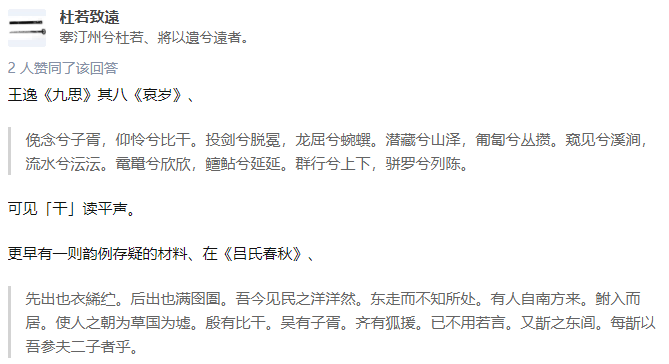 杜若致遠
搴汀州兮杜若、將以遺兮遠者。
2 人赞同了该回答
王逸《九思》其八《哀岁》、
俛念兮子胥，仰怜兮比干。投剑兮脱冕，龙屈兮蜿蟤。潜藏兮山泽，匍匐兮丛攒。窥见兮溪涧，
流水兮沄沄。鼋鼍兮欣欣，鳣鲇兮延延。群行兮上下，骈罗兮列陈。
可见「干」读平声。
更早有一则韵例存疑的材料、在《吕氏春秋》、
先出也衣絺纻。后出也满囹圄。吾今见民之洋洋然。东走而不知所处。有人自南方来。鲋入而
居。使人之朝为草国为墟。殷有比干。吴有子胥。齐有狐援。已不用若言。又斮之东闾。每斮以
吾参夫二子者乎。